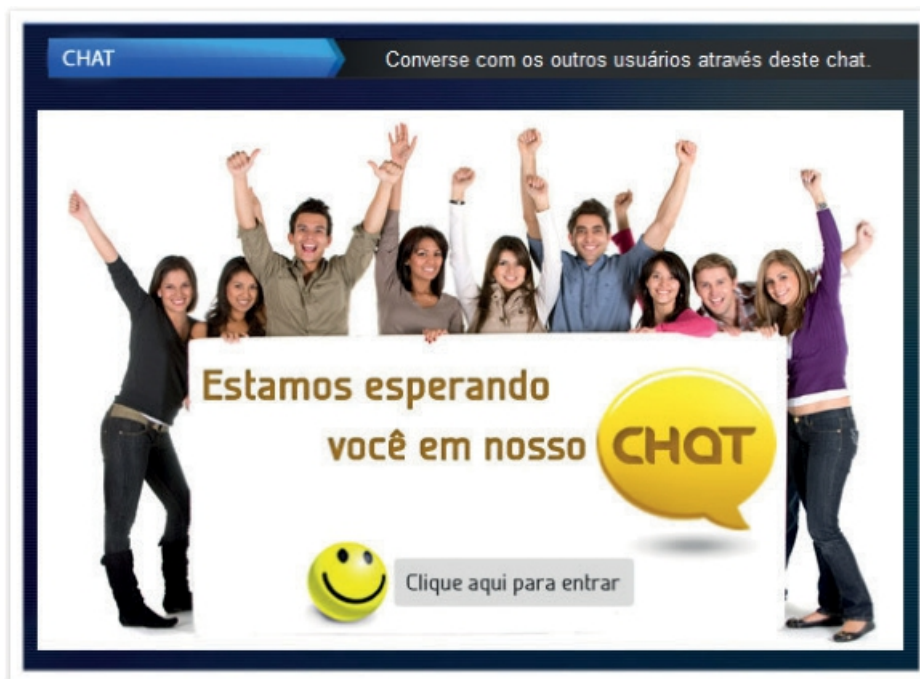 CHAT
Converse com os outros usuários através deste chat.
Estamos esperando
você em nosso
CHAT
Clique aqui para entrar